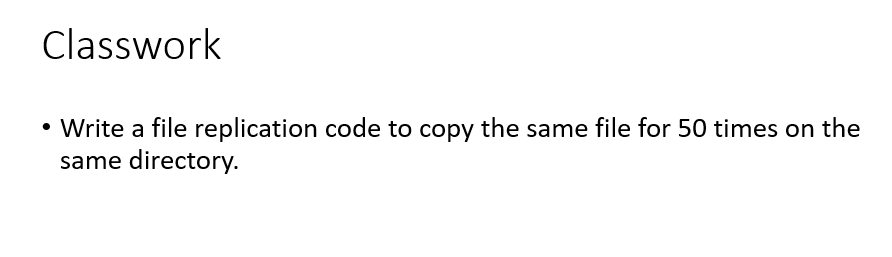 Classwork
• Write a file replication code to copy the same file for 50 times on the
same directory.